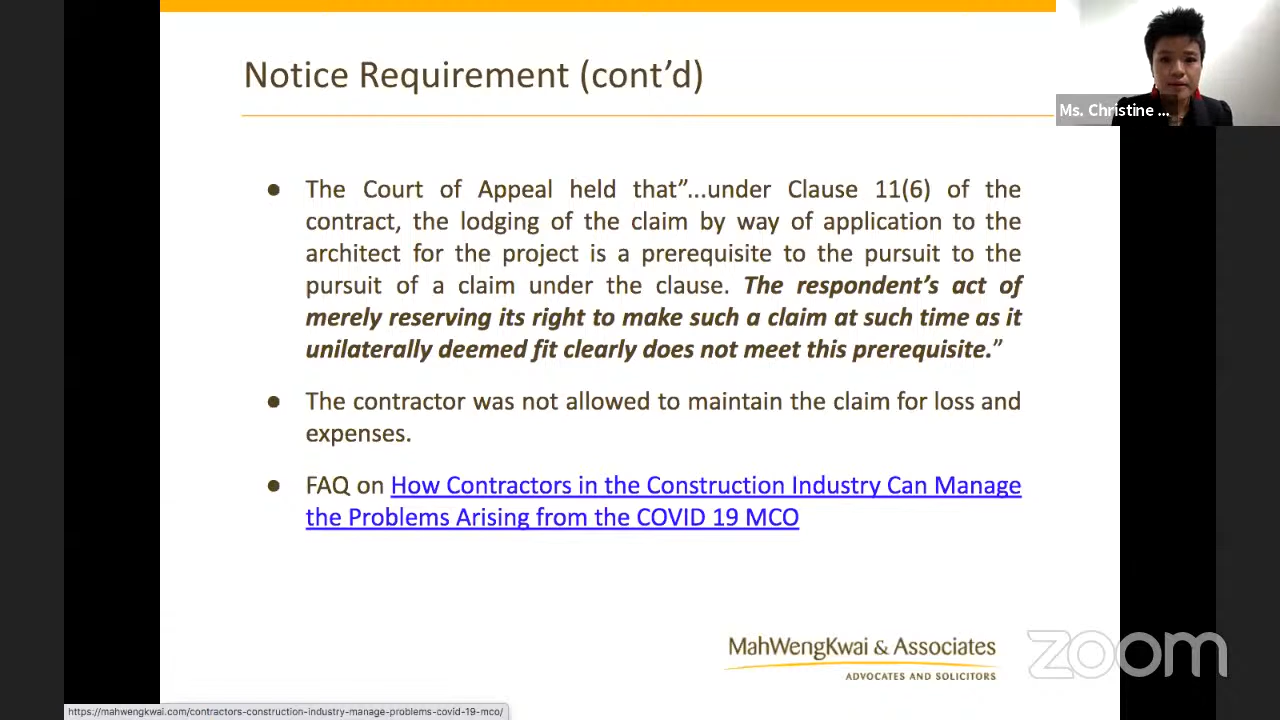 Notice Requirement (cont’d)
Ms. Christine ...
● The Court of Appeal held that”...under Clause 11(6) of the
contract, the lodging of the claim by way of application to the
architect for the project is a prerequisite to the pursuit to the
pursuit of a claim under the clause. The respondent’s act of
merely reserving its right to make such a claim at such time as it
unilaterally deemed fit clearly does not meet this prerequisite.”
● The contractor was not allowed to maintain the claim for loss and
expenses.
● FAQ on How Contractors in the Construction Industry Can Manage
the Problems Arising from the COVID 19 MCO
MahWengKwai & Associates
ADVOCATES AND SOLICITORS
zoom
https://mahwengkwai.com/contractors-construction-industry-manage-problems-covid-19-mco/